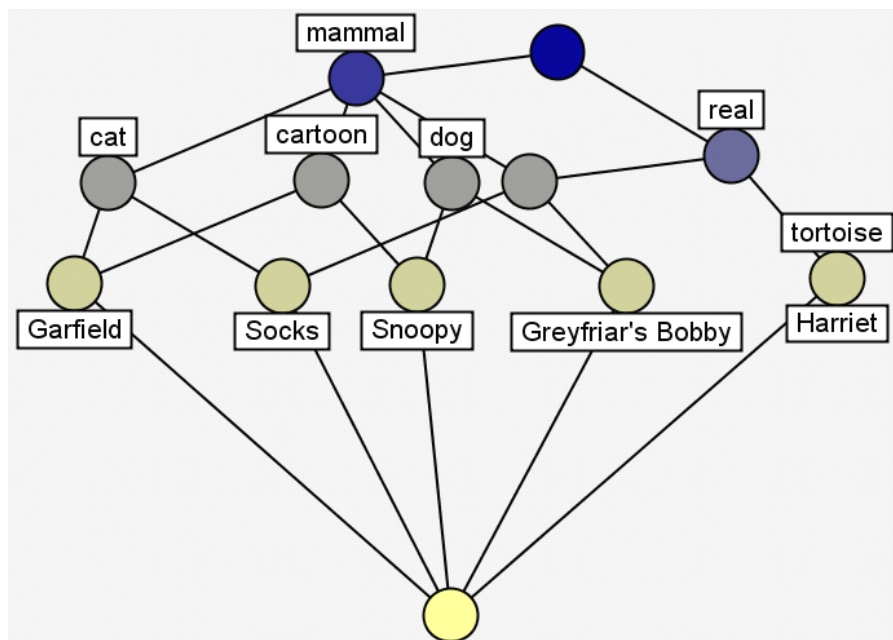 mammal
real
cat
cartoon
dog
tortoise
Garfield
Socks
Snoopy
Greyfriar's Bobby
Harriet